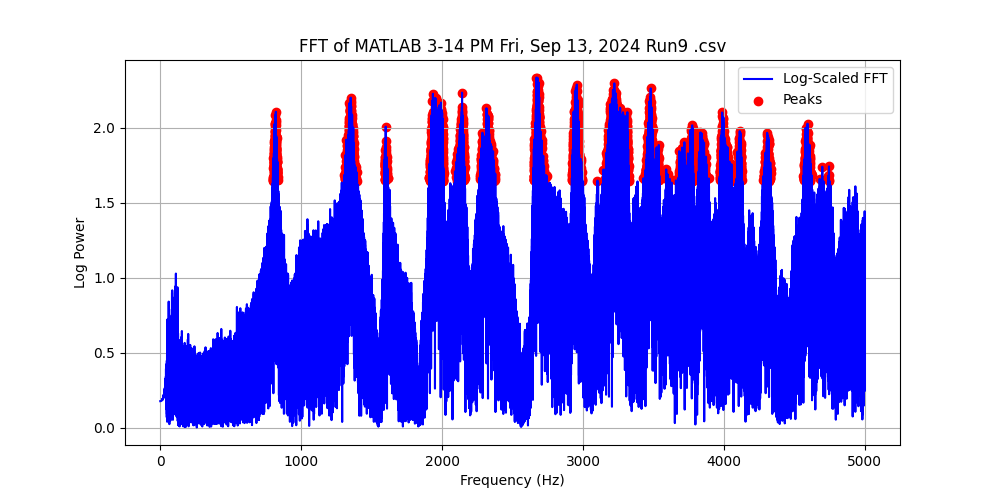 FFT of MATLAB 3-14 PM Fri, Sep 13, 2024 Run9 .csv
Log-Scaled FFT
Peaks
Log Power
2.0
1.5
1.0
0.5
0.0
0
1000
2000
3000
4000
5000
Frequency (Hz)